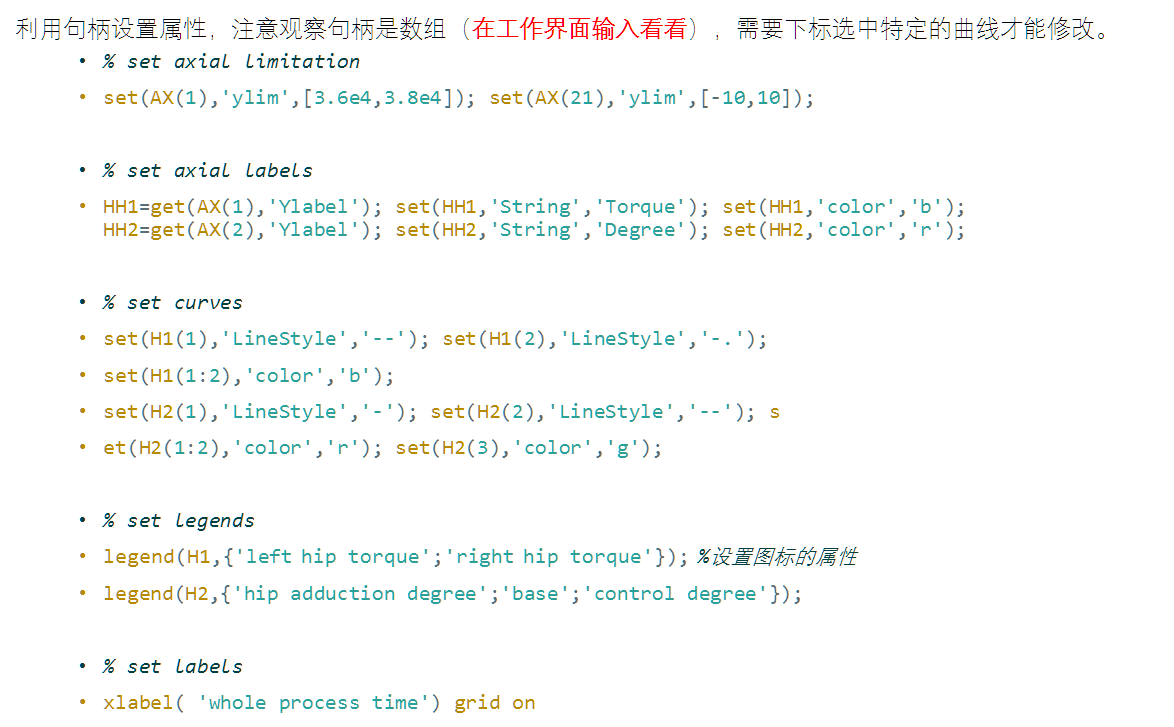 利用句柄设置属性，注意观察句柄是数组（在工作界面输入看看），需要下标选中特定的曲线才能修改。
• % set axial limitation
• set(AX(1),'ylim',[3.6e4,3.8e4]); set(AX(21),'ylim',[-10,10]);
• % set axial labels
• HH1=get(AX(1),'Ylabel'); set(HH1,'String','Torque'); set(HH1,'color','b');
HH2=get(AX(2),'Ylabel'); set(HH2,'String','Degree'); set(HH2,'color','r');
• % set curves
• set(H1(1),'LineStyle','--'); set(H1(2),'LineStyle','-.');
• set(H1(1:2),'color','b');
• set(H2(1),'LineStyle','-'); set(H2(2),'LineStyle','--'); s
• et(H2(1:2),'color','r'); set(H2(3),'color','g');
• % set legends
• legend(H1,{'left hip torque';'right hip torque'}); %设置图标的属性
• legend(H2,{'hip adduction degree';'base';'control degree'});
• % set labels
• xlabel( 'whole process time') grid on